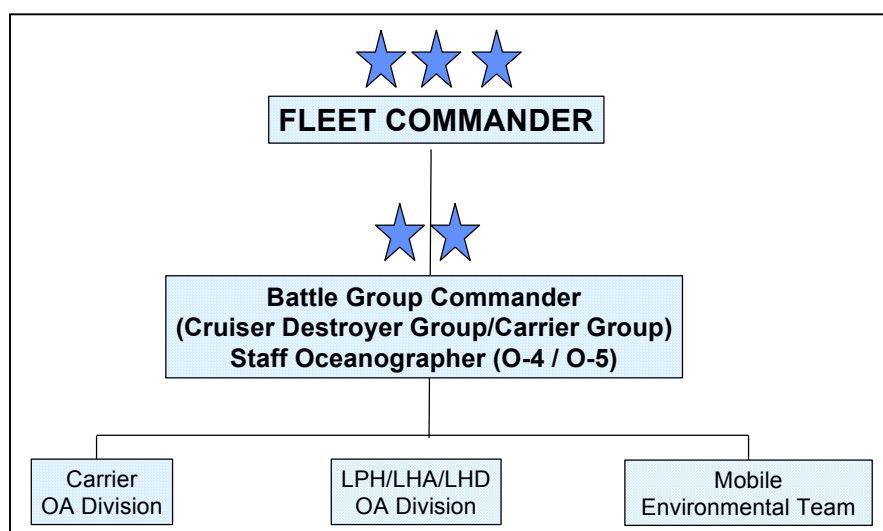 FLEET COMMANDER
Battle Group Commander
(Cruiser Destroyer Group/Carrier Group)
Staff Oceanographer (O-4 / O-5)
Carrier
OA Division
LPH/LHA/LHD
OA Division
Mobile
Environmental Team